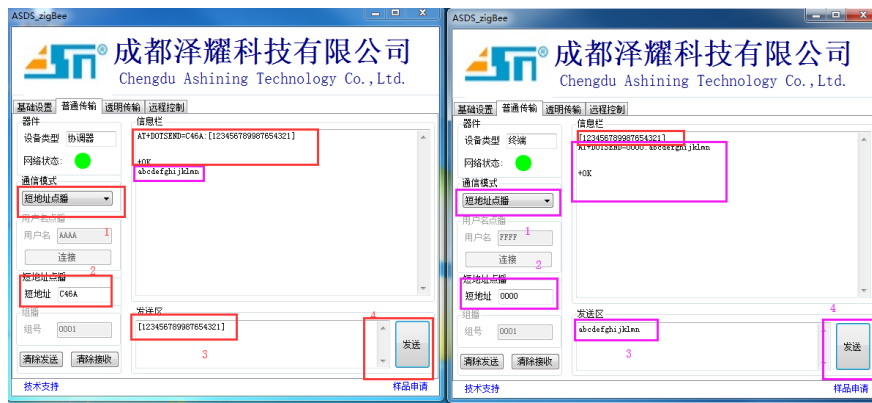 ASDS_zigBee
成都泽耀科技有限公司
Chengdu Ashining Technology Co.,Ltd.
基础设置 普通传输 透明传输 远程控制
器件
设备类型 协调器
网络状态:
通信模式
短地址点播
用户名点播
用户名 AAAA
1
连接
2
短地址点播
短地址 C46A
组播
组号 0001
清除发送 清除接收
信息栏
AT+DOTSEND=C46A:[123456789987654321]
+OK
abcdefghijklmn
发送区
[123456789987654321]
3
4
发送
技术支持
样品申请
ASDS_zigBee
成都泽耀科技有限公司
Chengdu Ashining Technology Co.,Ltd.
基础设置 普通传输 透明传输 远程控制
器件
设备类型 终端
网络状态:
通信模式
短地址点播
用户名点播
1
用户名 FFFF
连接
2
短地址点播
短地址 0000
组播
组号 0001
清除发送 清除接收
信息栏
[123456789987654321]
AT+DOTSEND=0000:abcdefghijklmn
+OK
发送区
abcdefghijklmn
3
4
发送
技术支持
样品申请